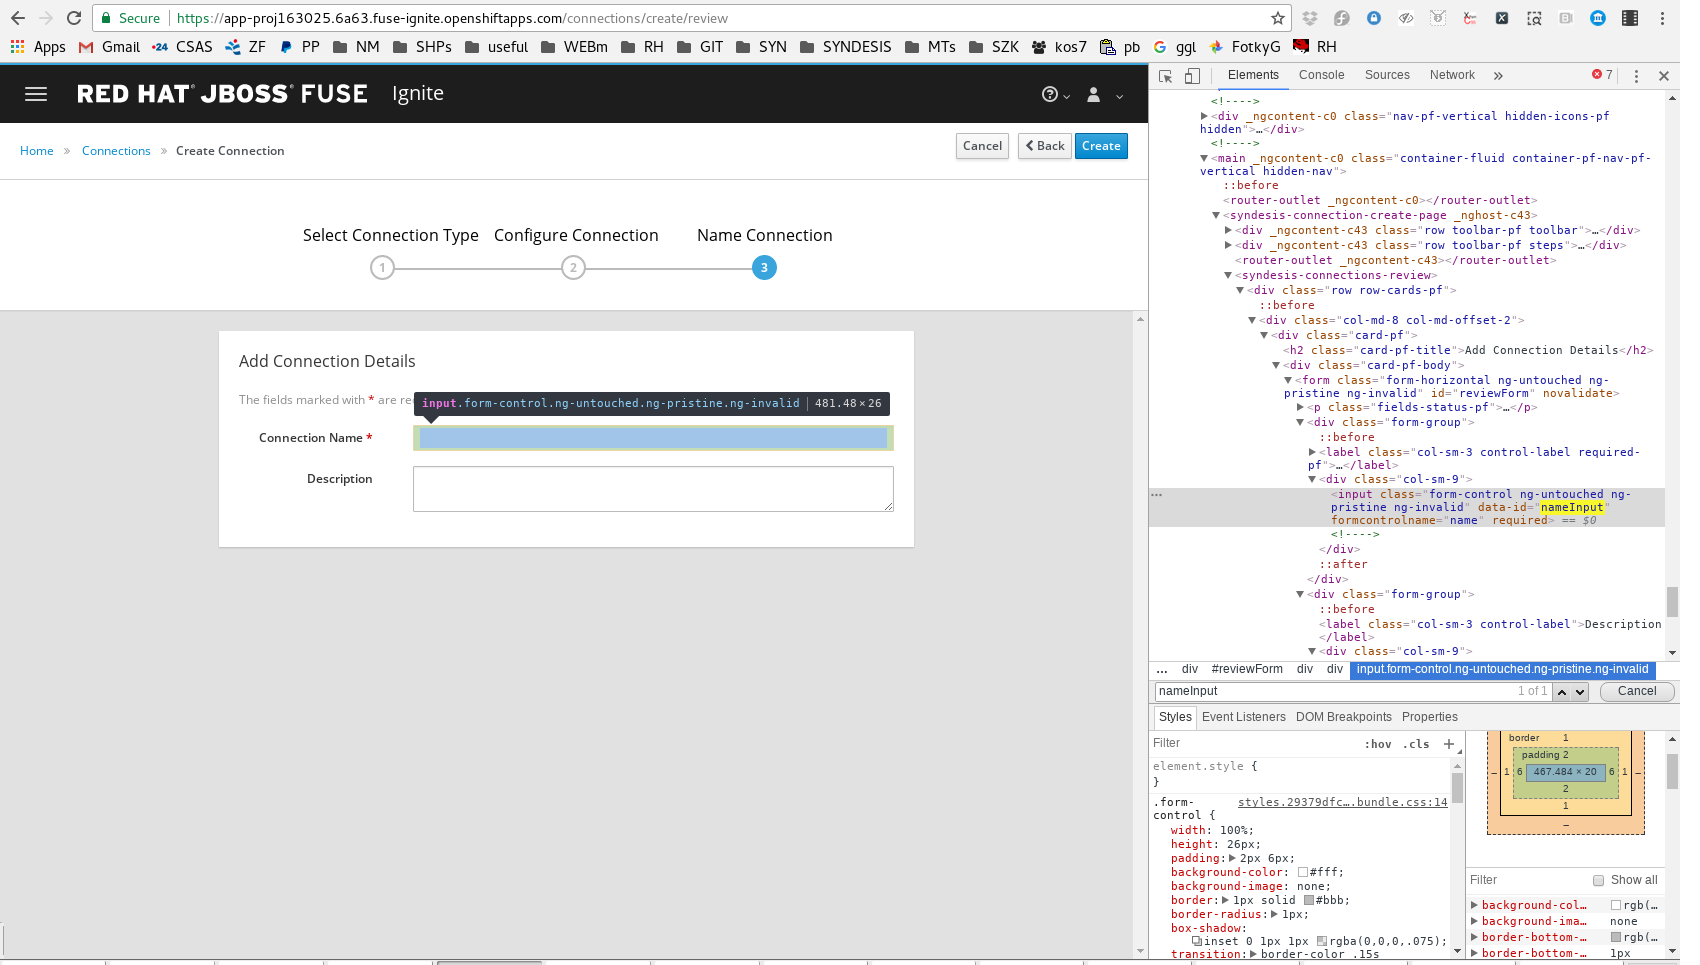 Secure https://app-proj163025.6a63.fuse-ignite.openshiftapps.com/connections/create/review
Apps Gmail CSAS ZF PP NM SHPs useful WEBm RH GIT SYN SYNDESIS MTs SZK kos7 pb ggl FotkyG RH
RED HAT JBOSS FUSE Ignite
Home » Connections » Create Connection
Cancel Back Create
Select Connection Type Configure Connection Name Connection
1 2 3
Add Connection Details
The fields marked with * are re
input.form-control.ng-untouched.ng-pristine.ng-invalid 481.48 × 26
Connection Name *
Description
Elements Console Sources Network » 7
<!---->
<div _ngcontent-c0 class="nav-pf-vertical hidden-icons-pf
hidden">…</div>
<!---->
<main _ngcontent-c0 class="container-fluid container-pf-nav-pf-
vertical hidden-nav">
::before
<router-outlet _ngcontent-c0></router-outlet>
<syndesis-connection-create-page _nghost-c43>
<div _ngcontent-c43 class="row toolbar-pf toolbar">…</div>
<div _ngcontent-c43 class="row toolbar-pf steps">…</div>
<router-outlet _ngcontent-c43></router-outlet>
<syndesis-connections-review>
<div class="row row-cards-pf">
::before
<div class="col-md-8 col-md-offset-2">
<div class="card-pf">
<h2 class="card-pf-title">Add Connection Details</h2>
<div class="card-pf-body">
<form class="form-horizontal ng-untouched ng-
pristine ng-invalid" id="reviewForm" novalidate>
<p class="fields-status-pf">…</p>
<div class="form-group">
::before
<label class="col-sm-3 control-label required-
pf">…</label>
<div class="col-sm-9">
<input class="form-control ng-untouched ng-
pristine ng-invalid" data-id="nameInput"
formcontrolname="name" required> == $0
<!---->
</div>
::after
</div>
<div class="form-group">
::before
<label class="col-sm-3 control-label">Description
</label>
<div class="col-sm-9">
... div #reviewForm div div input.form-control.ng-untouched.ng-pristine.ng-invalid
nameInput 1 of 1 Cancel
Styles Event Listeners DOM Breakpoints Properties
Filter :hov .cls +
element.style {
}
.form- styles.29379dfc….bundle.css:14
control {
width: 100%;
height: 26px;
padding: 2px 6px;
background-color: #fff;
background-image: none;
border: 1px solid #bbb;
border-radius: 1px;
box-shadow:
inset 0 1px 1px rgba(0,0,0,.075);
transition: border-color .15s
border 1
padding 2
– 1 6 467.484 × 20 6 1 –
2
1
–
Filter Show all
background-col… rgb(…
background-ima… none
border-bottom-… rgb(…
border-bottom-… 1px